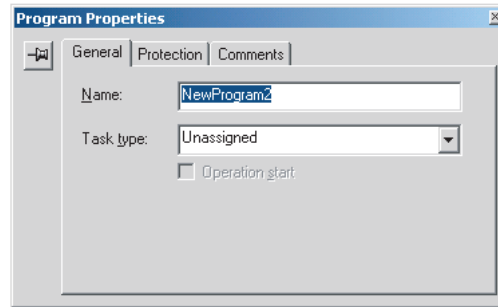 Program Properties
General Protection Comments
Name: NewProgram2
Task type: Unassigned
Operation start